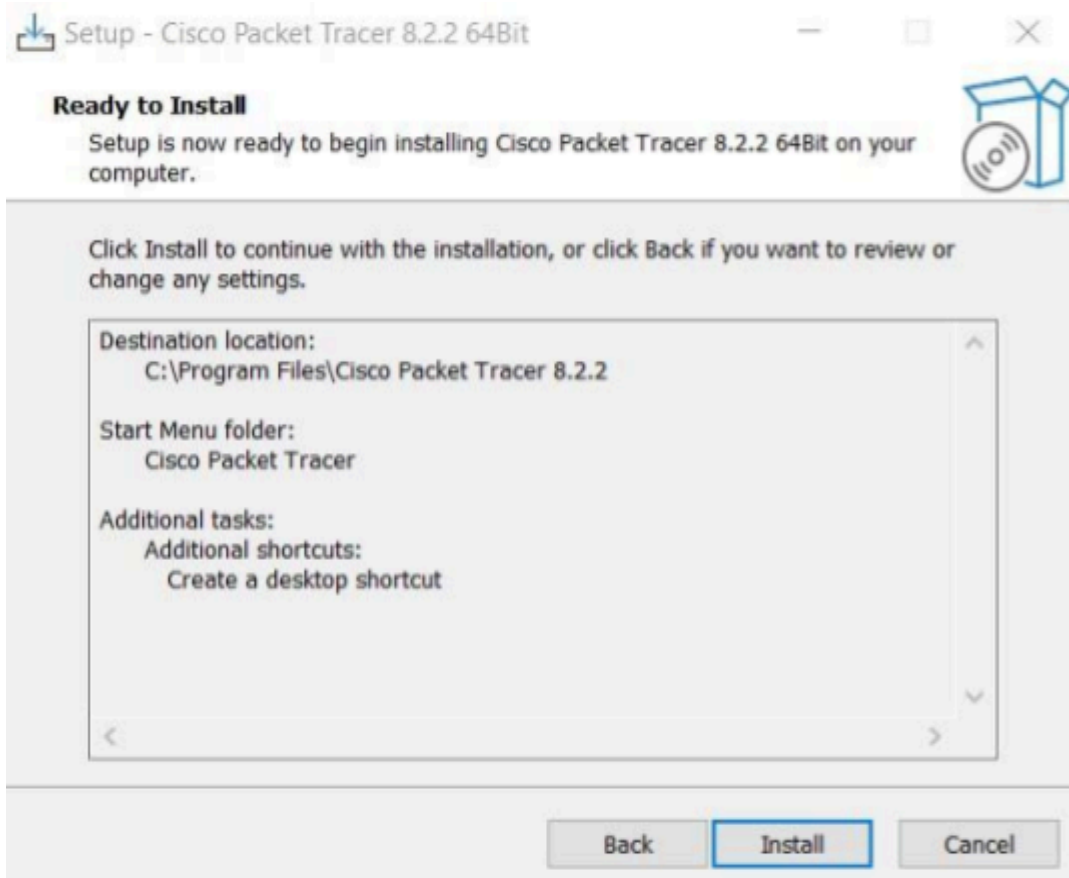 Setup - Cisco Packet Tracer 8.2.2 64Bit
Ready to Install
Setup is now ready to begin installing Cisco Packet Tracer 8.2.2 64Bit on your
computer.
Click Install to continue with the installation, or click Back if you want to review or
change any settings.
Destination location:
C:\Program Files\Cisco Packet Tracer 8.2.2
Start Menu folder:
Cisco Packet Tracer
Additional tasks:
Additional shortcuts:
Create a desktop shortcut
Back Install Cancel